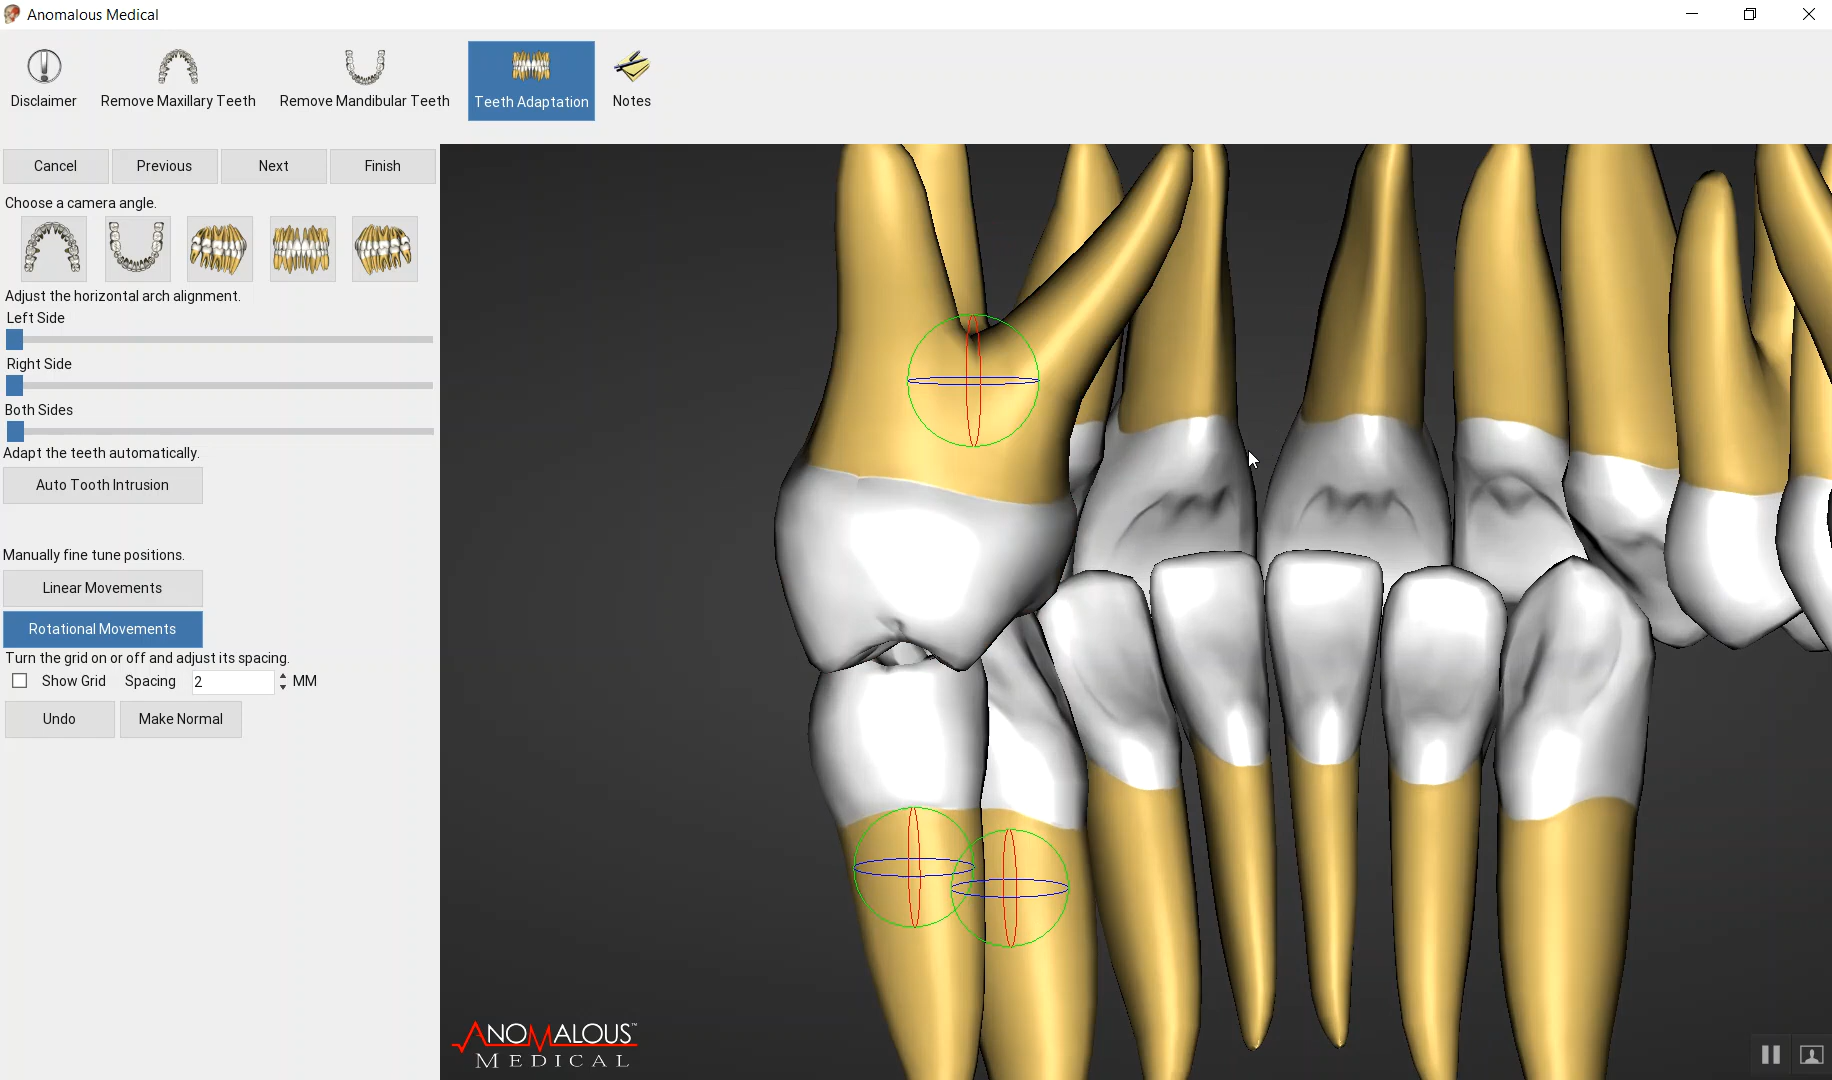 Anomalous Medical
Disclaimer
Remove Maxillary Teeth
Remove Mandibular Teeth
Teeth Adaptation
Notes
Cancel
Previous
Next
Finish
Choose a camera angle.
Adjust the horizontal arch alignment.
Left Side
Right Side
Both Sides
Adapt the teeth automatically.
Auto Tooth Intrusion
Manually fine tune positions.
Linear Movements
Rotational Movements
Turn the grid on or off and adjust its spacing.
Show Grid Spacing 2 MM
Undo
Make Normal
ANOMALOUS™
MEDICAL